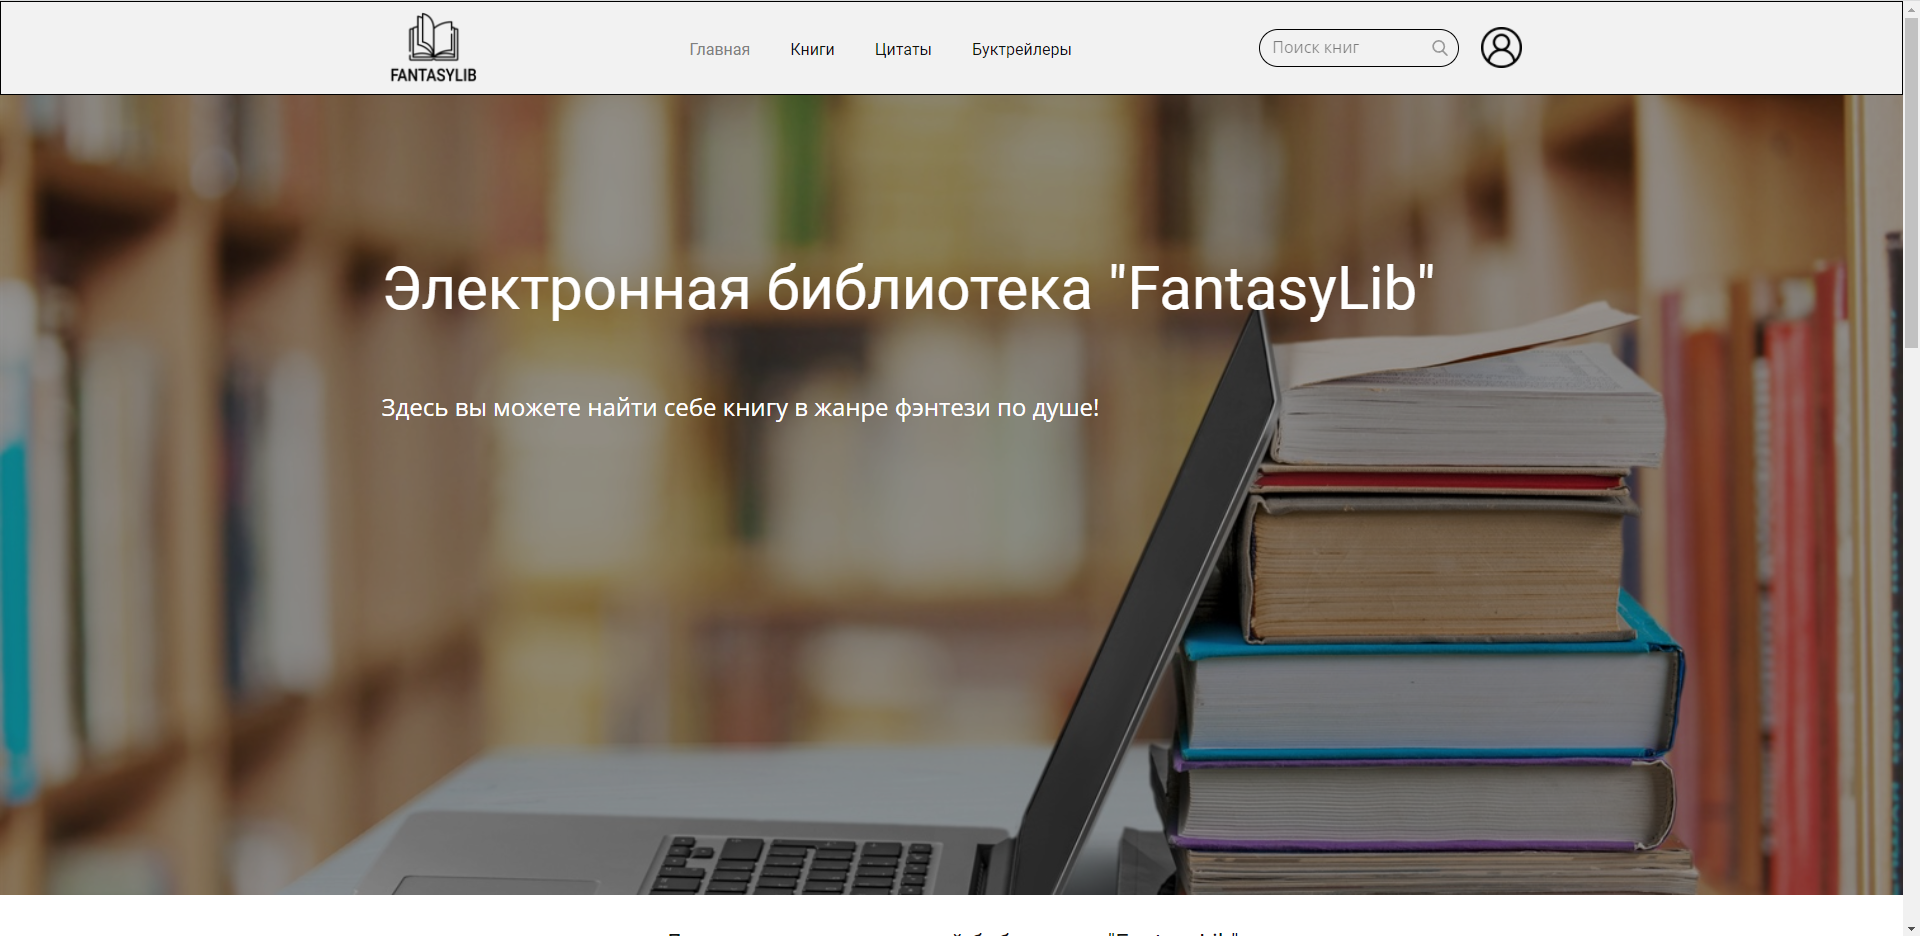 FANTASYLIB
Главная Книги Цитаты Буктрейлеры
Поиск книг
Электронная библиотека "FantasyLib"
Здесь вы можете найти себе книгу в жанре фэнтези по душе!